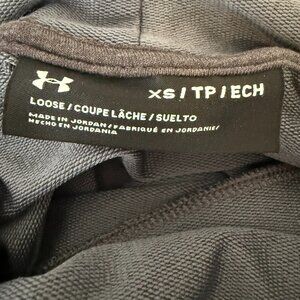 XS / TP / ECH
LOOSE / COUPE LÂCHE / SUELTO
MADE IN JORDAN / FABRIQUÉ EN JORDANIE/
HECHO EN JORDANIA